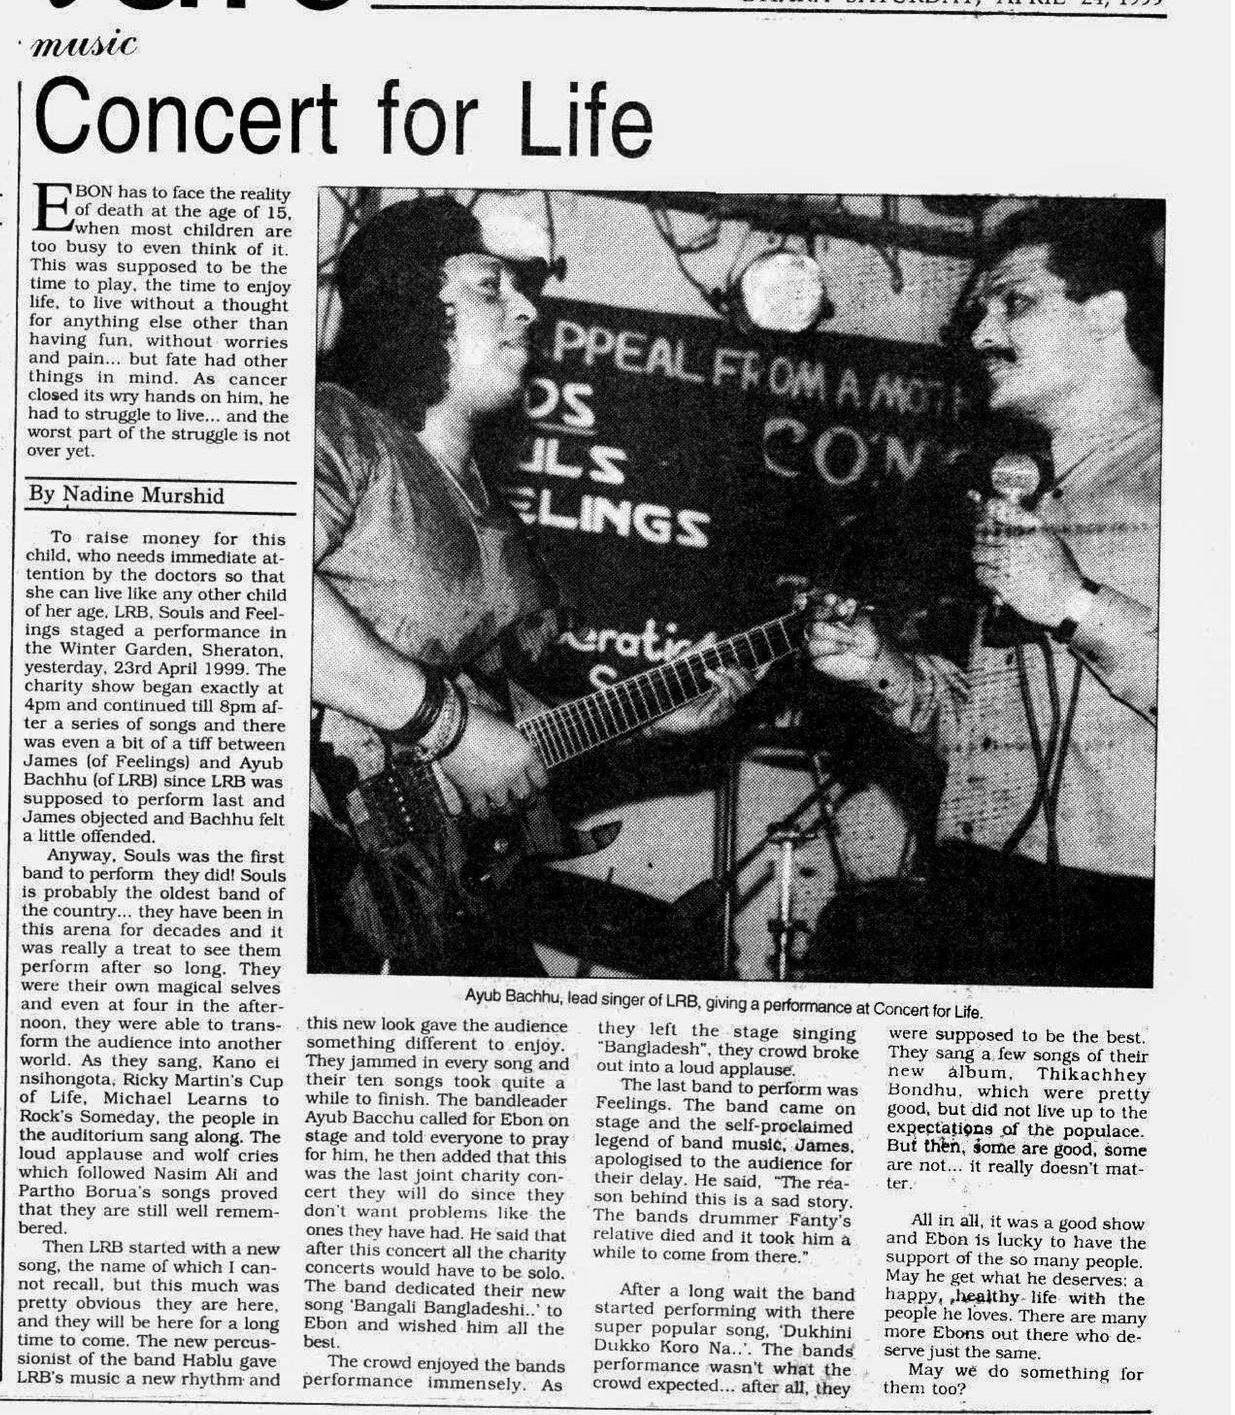 DHAKA SATURDAY, APRIL 24, 1999
music
Concert for Life
EBON has to face the reality
of death at the age of 15,
when most children are
too busy to even think of it.
This was supposed to be the
time to play, the time to enjoy
life, to live without a thought
for anything else other than
having fun, without worries
and pain... but fate had other
things in mind. As cancer
closed its wry hands on him, he
had to struggle to live... and the
worst part of the struggle is not
over yet.
By Nadine Murshid
To raise money for this
child, who needs immediate at-
tention by the doctors so that
she can live like any other child
of her age, LRB, Souls and Feel-
ings staged a performance in
the Winter Garden, Sheraton,
yesterday, 23rd April 1999. The
charity show began exactly at
4pm and continued till 8pm af-
ter a series of songs and there
was even a bit of a tiff between
James (of Feelings) and Ayub
Bachhu (of LRB) since LRB was
supposed to perform last and
James objected and Bachhu felt
a little offended.
Anyway, Souls was the first
band to perform they did! Souls
is probably the oldest band of
the country... they have been in
this arena for decades and it
was really a treat to see them
perform after so long. They
were their own magical selves
and even at four in the after-
noon, they were able to trans-
form the audience into another
world. As they sang, Kano ei
nsihongota, Ricky Martin's Cup
of Life, Michael Learns to
Rock's Someday, the people in
the auditorium sang along. The
loud applause and wolf cries
which followed Nasim Ali and
Partho Borua's songs proved
that they are still well remem-
bered.
Then LRB started with a new
song, the name of which I can-
not recall, but this much was
pretty obvious they are here,
and they will be here for a long
time to come. The new percus-
sionist of the band Hablu gave
LRB's music a new rhythm and
PPEAL FROM A MOTH
OS
CON
ULS
ELINGS
Ayub Bachhu, lead singer of LRB, giving a performance at Concert for Life.
this new look gave the audience
something different to enjoy.
They jammed in every song and
their ten songs took quite a
while to finish. The bandleader
Ayub Bacchu called for Ebon on
stage and told everyone to pray
for him, he then added that this
was the last joint charity con-
cert they will do since they
don't want problems like the
ones they have had. He said that
after this concert all the charity
concerts would have to be solo.
The band dedicated their new
song 'Bangali Bangladeshi..' to
Ebon and wished him all the
best.
The crowd enjoyed the bands
performance immensely. As
they left the stage singing
"Bangladesh", they crowd broke
out into a loud applause.
The last band to perform was
Feelings. The band came on
stage and the self-proclaimed
legend of band music, James,
apologised to the audience for
their delay. He said, "The rea-
son behind this is a sad story.
The bands drummer Fanty's
relative died and it took him a
while to come from there."
After a long wait the band
started performing with there
super popular song, 'Dukhini
Dukko Koro Na..'. The bands
performance wasn't what the
crowd expected... after all, they
were supposed to be the best.
They sang a few songs of their
new album, Thikachhey
Bondhu, which were pretty
good, but did not live up to the
expectations of the populace.
But then, some are good, some
are not... it really doesn't mat-
ter.
All in all, it was a good show
and Ebon is lucky to have the
support of the so many people.
May he get what he deserves: a
happy, healthy life with the
people he loves. There are many
more Ebons out there who de-
serve just the same.
May we do something for
them too?